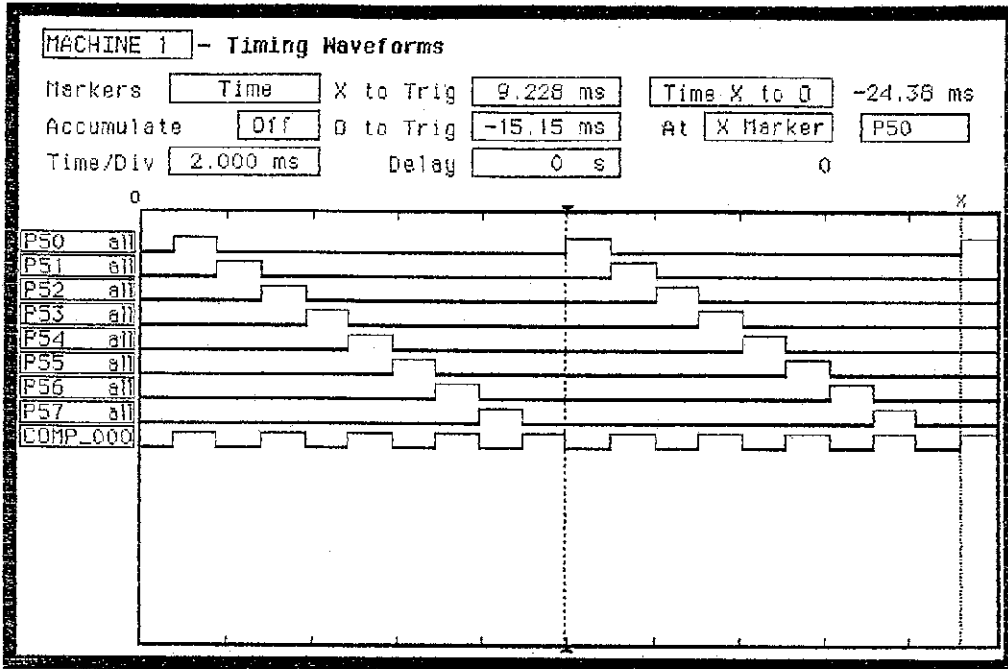 MACHINE 1 - Timing Waveforms
Markers Time X to Trig 9.228 ms Time X to O -24.38 ms
Accumulate Off O to Trig -15.15 ms At X Marker P50
Time/Div 2.000 ms Delay 0 s 0
O X
P50 all
P51 all
P52 all
P53 all
P54 all
P55 all
P56 all
P57 all
COMP_000